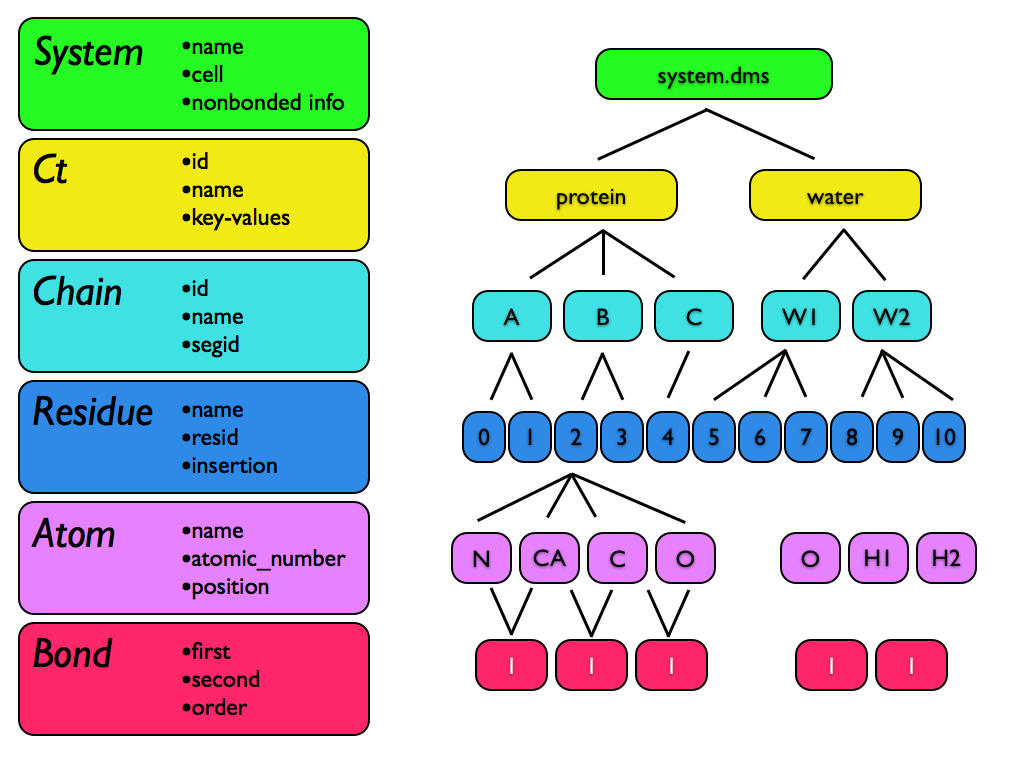 System
•name
•cell
•nonbonded info
Ct
•id
•name
•key-values
Chain
•id
•name
•segid
Residue
•name
•resid
•insertion
Atom
•name
•atomic_number
•position
Bond
•first
•second
•order
system.dms
protein water
A B C W1 W2
0 1 2 3 4 5 6 7 8 9 10
N CA C O O H1 H2
1 1 1 1 1